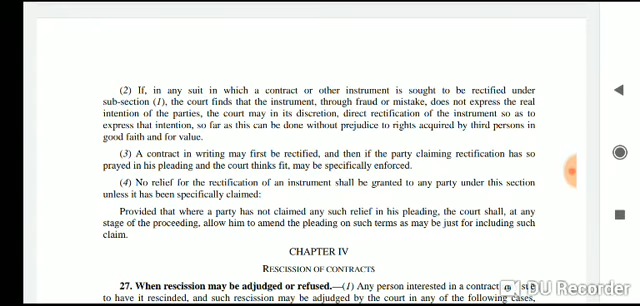 (2) If, in any suit in which a contract or other instrument is sought to be rectified under
sub-section (1), the court finds that the instrument, through fraud or mistake, does not express the real
intention of the parties, the court may in its discretion, direct rectification of the instrument so as to
express that intention, so far as this can be done without prejudice to rights acquired by third persons in
good faith and for value.
(3) A contract in writing may first be rectified, and then if the party claiming rectification has so
prayed in his pleading and the court thinks fit, may be specifically enforced.
(4) No relief for the rectification of an instrument shall be granted to any party under this section
unless it has been specifically claimed:
Provided that where a party has not claimed any such relief in his pleading, the court shall, at any
stage of the proceeding, allow him to amend the pleading on such terms as may be just for including such
claim.
CHAPTER IV
RESCISSION OF CONTRACTS
27. When rescission may be adjudged or refused.—(1) Any person interested in a contract
to have it rescinded, and such rescission may be adjudged by the court in any of the following cases,
DU Recorder